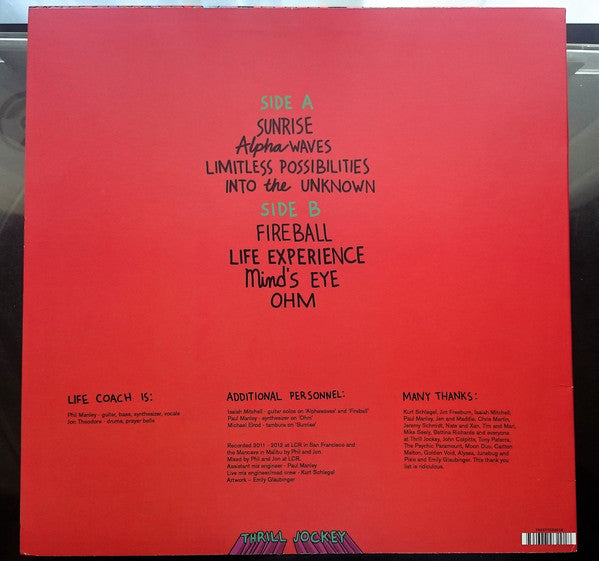 SIDE A
SUNRISE
Alpha WAVES
LIMITLESS POSSIBILITIES
INTO the UNKNOWN
SIDE B
FIREBALL
LIFE EXPERIENCE
Mind's EYE
OHM
LIFE COACH IS:
Phil Manley - guitar, bass, synthesizer, vocals
Jon Theodore - drums, prayer bells
ADDITIONAL PERSONNEL:
Isaiah Mitchell - guitar solos on 'Alphawaves' and 'Fireball'
Paul Manley - synthesizer on 'Ohm'
Michael Elrod - tambura on 'Sunrise'
Recorded 2011 - 2012 at LCR in San Francisco and
the Manciere in Malibu by Phil and Jon
Mixed by Phil and Jon at LCR.
Assistant mix engineer - Paul Manley
Live mix engineer/road crew - Kurt Schlegel
Artwork - Emily Glaubinger
MANY THANKS:
Kurt Schlegel, Jim Freeburn, Isaiah Mitchell,
Paul Manley, Jen and Maddie, Chris Martin,
Jeremy Schmidt, Nate and Xan, Tim and Mari,
Mike Seely, Bettina Richards and everyone
at Thrill Jockey, John Colpitts, Tony Paterra,
The Psychic Paramount, Moon Duo, Carlton
Melton, Golden Void, Alyssa, Junebug and
Pixie and Emily Glaubinger. This thank you
list is ridiculous.
THRILL JOCKEY